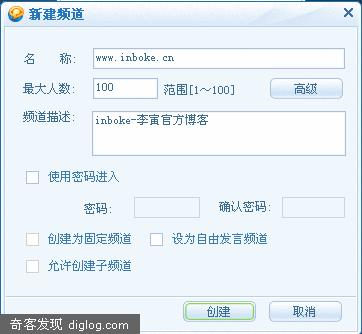 新建频道
名 称: www.inboke.cn
最大人数: 100 范围[1～100] 高级
频道描述: inboke-李寅官方博客
使用密码进入
密码: 确认密码:
创建为固定频道 设为自由发言频道
允许创建子频道
创建 取消
奇客发现 diglog.com